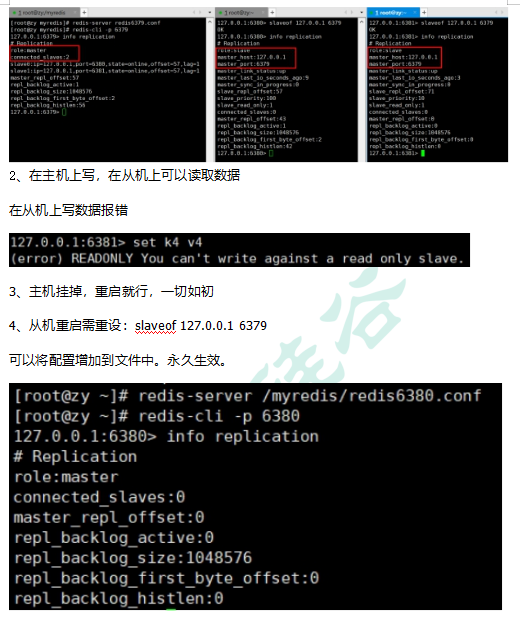 root@zy:/myredis
[root@zy myredis]# redis-server redis6379.conf
[root@zy myredis]# redis-cli -p 6379
127.0.0.1:6379> info replication
# Replication
role:master
connected_slaves:2
slave0:ip=127.0.0.1,port=6380,state=online,offset=57,lag=1
slave1:ip=127.0.0.1,port=6381,state=online,offset=57,lag=1
master_repl_offset:57
repl_backlog_active:1
repl_backlog_size:1048576
repl_backlog_first_byte_offset:2
repl_backlog_histlen:56
127.0.0.1:6379>
1 root@zy:~
127.0.0.1:6380> slaveof 127.0.0.1 6379
OK
127.0.0.1:6380> info replication
# Replication
role:slave
master_host:127.0.0.1
master_port:6379
master_link_status:up
master_last_io_seconds_ago:9
master_sync_in_progress:0
slave_repl_offset:57
slave_priority:100
slave_read_only:1
connected_slaves:0
master_repl_offset:43
repl_backlog_active:1
repl_backlog_size:1048576
repl_backlog_first_byte_offset:2
repl_backlog_histlen:42
127.0.0.1:6380>
1 root@zy:~
127.0.0.1:6381> slaveof 127.0.0.1 6379
OK
127.0.0.1:6381> info replication
# Replication
role:slave
master_host:127.0.0.1
master_port:6379
master_link_status:up
master_last_io_seconds_ago:3
master_sync_in_progress:0
slave_repl_offset:71
slave_priority:10
slave_read_only:1
connected_slaves:0
master_repl_offset:0
repl_backlog_active:0
repl_backlog_size:1048576
repl_backlog_first_byte_offset:0
repl_backlog_histlen:0
127.0.0.1:6381>
2、在主机上写，在从机上可以读取数据
在从机上写数据报错
127.0.0.1:6381> set k4 v4
(error) READONLY You can't write against a read only slave.
3、主机挂掉，重启就行，一切如初
4、从机重启需重设：slaveof 127.0.0.1 6379
可以将配置增加到文件中。永久生效。
[root@zy ~]# redis-server /myredis/redis6380.conf
[root@zy ~]# redis-cli -p 6380
127.0.0.1:6380> info replication
# Replication
role:master
connected_slaves:0
master_repl_offset:0
repl_backlog_active:0
repl_backlog_size:1048576
repl_backlog_first_byte_offset:0
repl_backlog_histlen:0